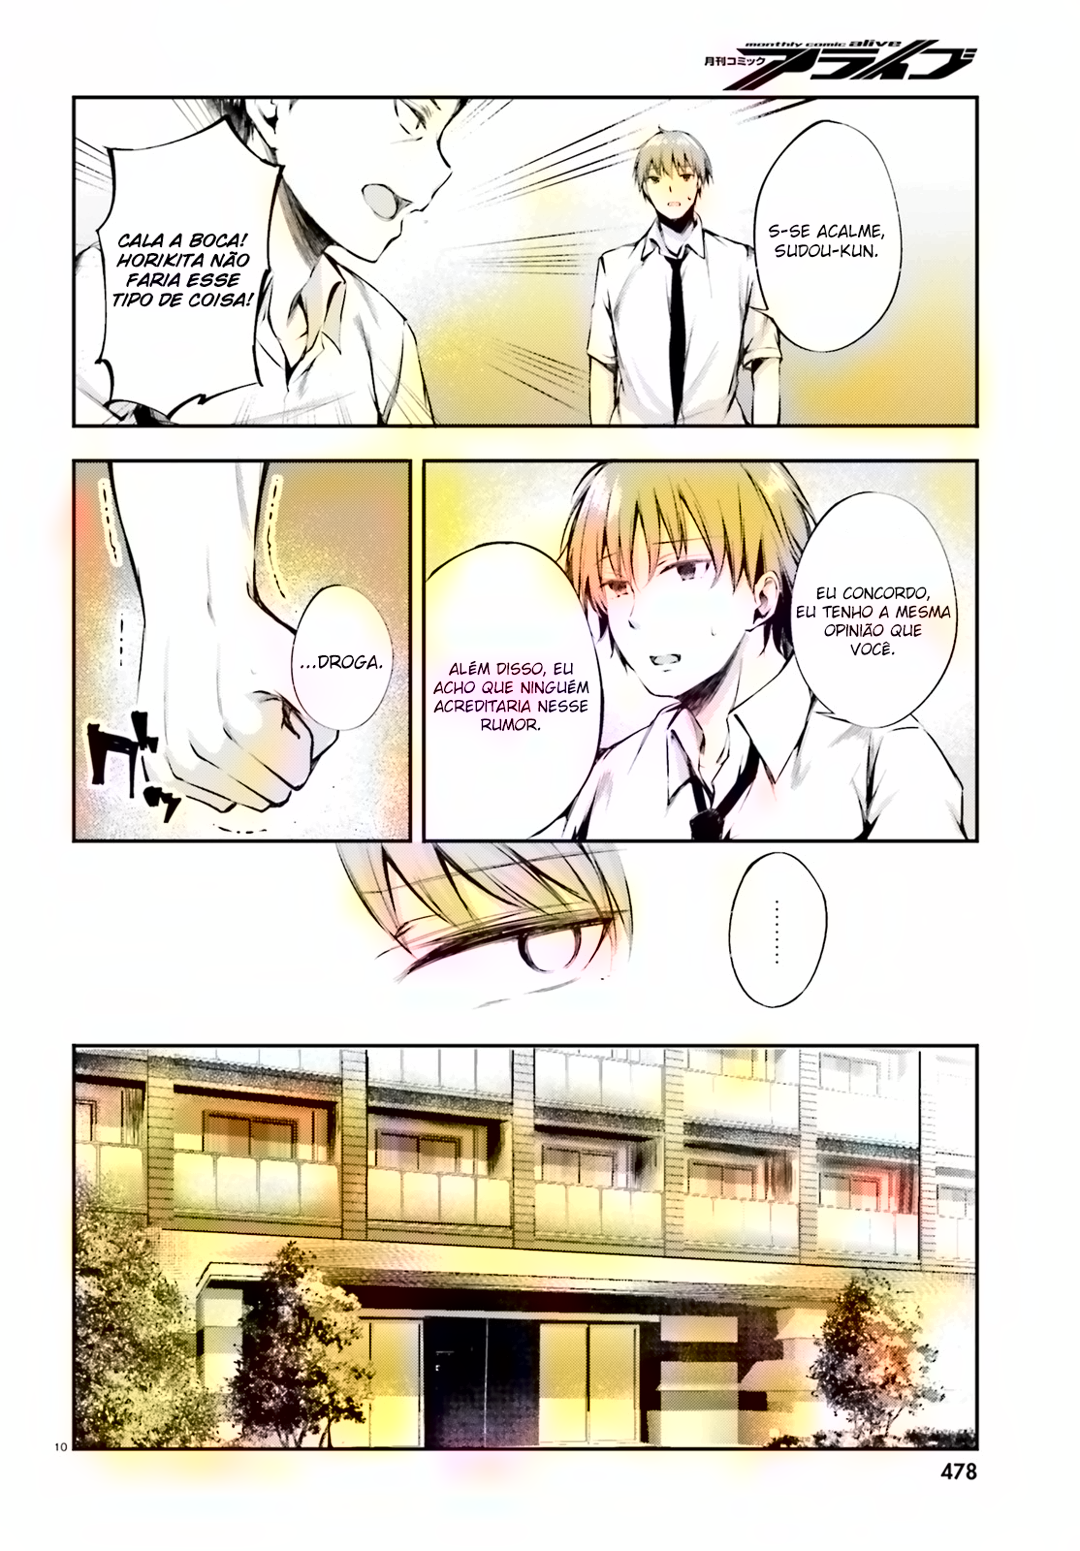 monthly comic alive
月刊コミック
アライブ
S-SE ACALME,
SUDOU-KUN.
CALA A BOCA!
HORIKITA NÃO
FARIA ESSE
TIPO DE COISA!
EU CONCORDO,
EU TENHO A MESMA
OPINIÃO QUE
VOCÊ.
ALÉM DISSO, EU
ACHO QUE NINGUÉM
ACREDITARIA NESSE
RUMOR.
...DROGA.
.........
10
478